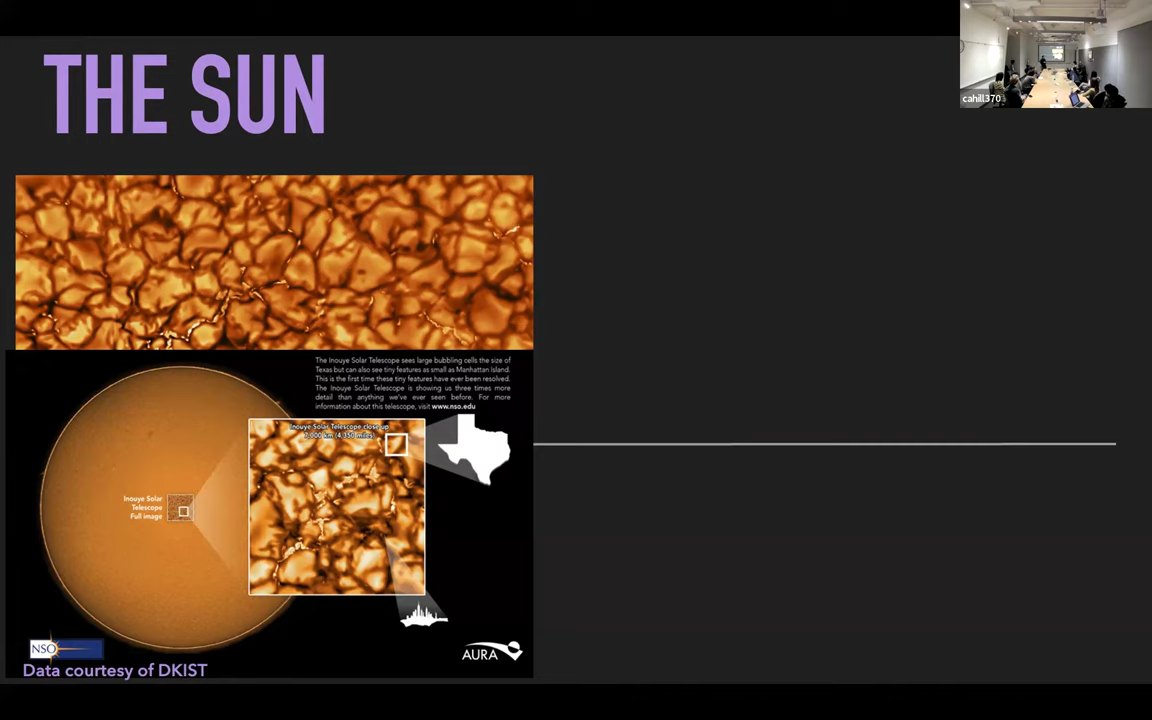 THE SUN
cahill370
The Inouye Solar Telescope sees large bubbling cells the size of
Texas but can also see tiny features as small as Manhattan Island.
This is the first time these tiny features have ever been resolved.
The Inouye Solar Telescope is showing us three times more
detail than anything we've ever seen before. For more
information about this telescope, visit www.nso.edu
Inouye Solar Telescope close up
7,000 km (4,350 miles)
Inouye Solar
Telescope
Full image
NSO
AURA
Data courtesy of DKIST